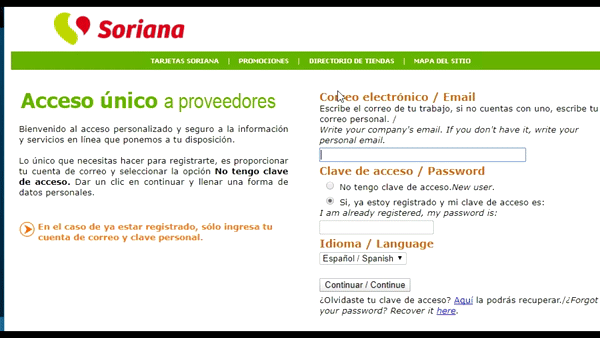 Soriana
TARJETAS SORIANA | PROMOCIONES | DIRECTORIO DE TIENDAS | MAPA DEL SITIO
Acceso único a proveedores
Bienvenido al acceso personalizado y seguro a la información
y servicios en línea que ponemos a tu disposición.
Lo único que necesitas hacer para registrarte, es proporcionar
tu cuenta de correo y seleccionar la opción No tengo clave
de acceso. Dar un clic en continuar y llenar una forma de
datos personales.
En el caso de ya estar registrado, sólo ingresa tu
cuenta de correo y clave personal.
Correo electrónico / Email
Escribe el correo de tu trabajo, si no cuentas con uno, escribe tu
correo personal. /
Write your company's email. If you don't have it, write your
personal email.
Clave de acceso / Password
No tengo clave de acceso.New user.
Si, ya estoy registrado y mi clave de acceso es:
I am already registered, my password is:
Idioma / Language
Español / Spanish
Continuar / Continue
¿Olvidaste tu clave de acceso? Aquí la podrás recuperar./¿Forgot
your password? Recover it here.